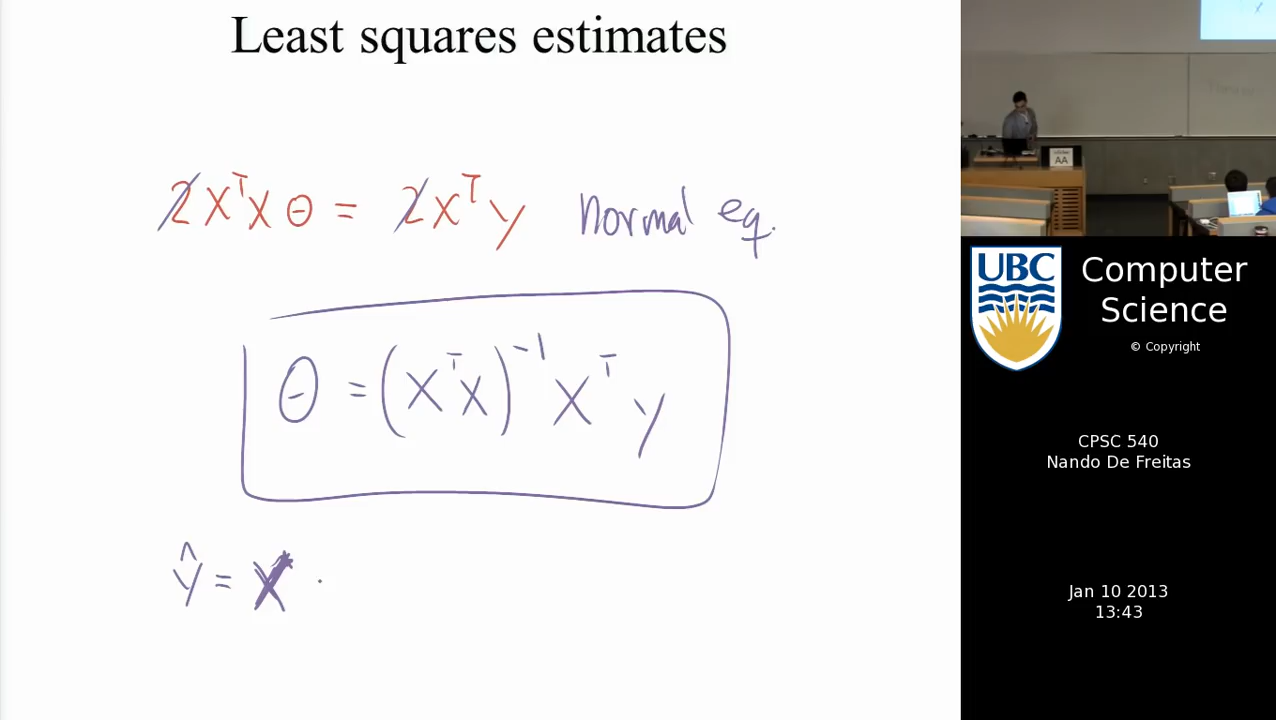 Least squares estimates
2XᵀXθ = 2Xᵀy normal eq.
θ = (XᵀX)⁻¹Xᵀy
ŷ = X
AA
UBC
Computer
Science
© Copyright
CPSC 540
Nando De Freitas
Jan 10 2013
13:43